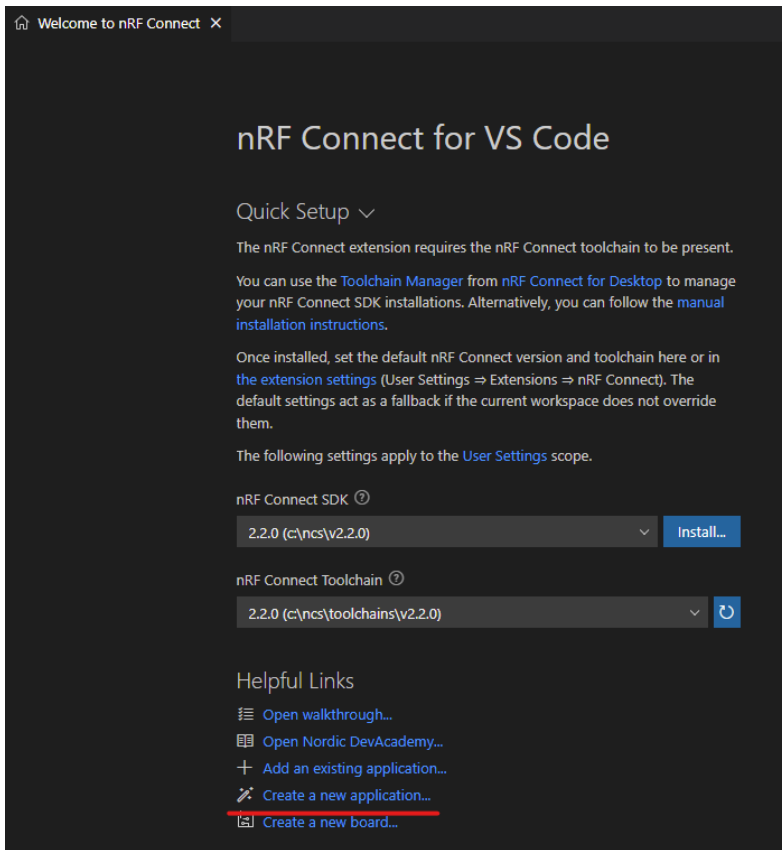 Welcome to nRF Connect
nRF Connect for VS Code
Quick Setup
The nRF Connect extension requires the nRF Connect toolchain to be present.
You can use the Toolchain Manager from nRF Connect for Desktop to manage
your nRF Connect SDK installations. Alternatively, you can follow the manual
installation instructions.
Once installed, set the default nRF Connect version and toolchain here or in
the extension settings (User Settings ⇒ Extensions ⇒ nRF Connect). The
default settings act as a fallback if the current workspace does not override
them.
The following settings apply to the User Settings scope.
nRF Connect SDK
2.2.0 (c:\ncs\v2.2.0) Install...
nRF Connect Toolchain
2.2.0 (c:\ncs\toolchains\v2.2.0)
Helpful Links
Open walkthrough...
Open Nordic DevAcademy...
Add an existing application...
Create a new application...
Create a new board...